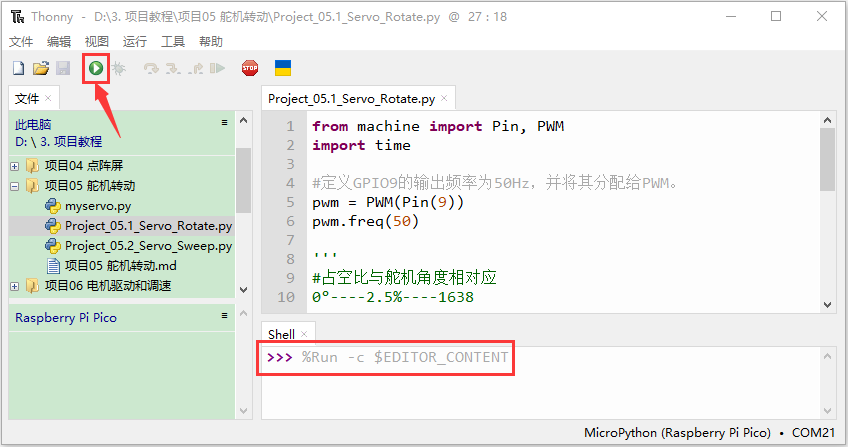 Thonny - D:\3. 项目教程\项目05 舵机转动\Project_05.1_Servo_Rotate.py @ 27 : 18
文件 编辑 视图 运行 工具 帮助
STOP
文件 ×
此电脑
D: \ 3. 项目教程
项目04 点阵屏
项目05 舵机转动
myservo.py
Project_05.1_Servo_Rotate.py
Project_05.2_Servo_Sweep.py
项目05 舵机转动.md
项目06 电机驱动和调速
Raspberry Pi Pico
Project_05.1_Servo_Rotate.py ×
1 from machine import Pin, PWM
2 import time
3
4 #定义GPIO9的输出频率为50Hz，并将其分配给PWM。
5 pwm = PWM(Pin(9))
6 pwm.freq(50)
7
8 '''
9 #占空比与舵机角度相对应
10 0°----2.5%----1638
Shell ×
>>> %Run -c $EDITOR_CONTENT
MicroPython (Raspberry Pi Pico) • COM21